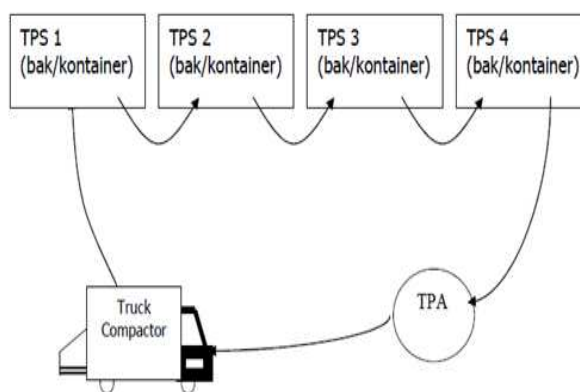 TPS 1
(bak/kontainer)
TPS 2
(bak/kontainer)
TPS 3
(bak/kontainer)
TPS 4
(bak/kontainer)
Truck
Compactor
TPA